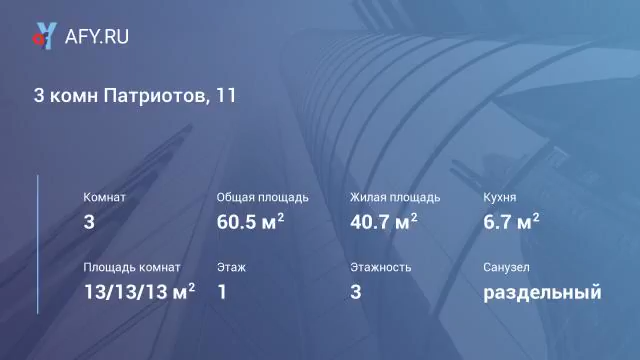 AFY.RU
3 комн Патриотов, 11
Комнат Общая площадь Жилая площадь Кухня
3 60.5 м² 40.7 м² 6.7 м²
Площадь комнат Этаж Этажность Санузел
13/13/13 м² 1 3 раздельный